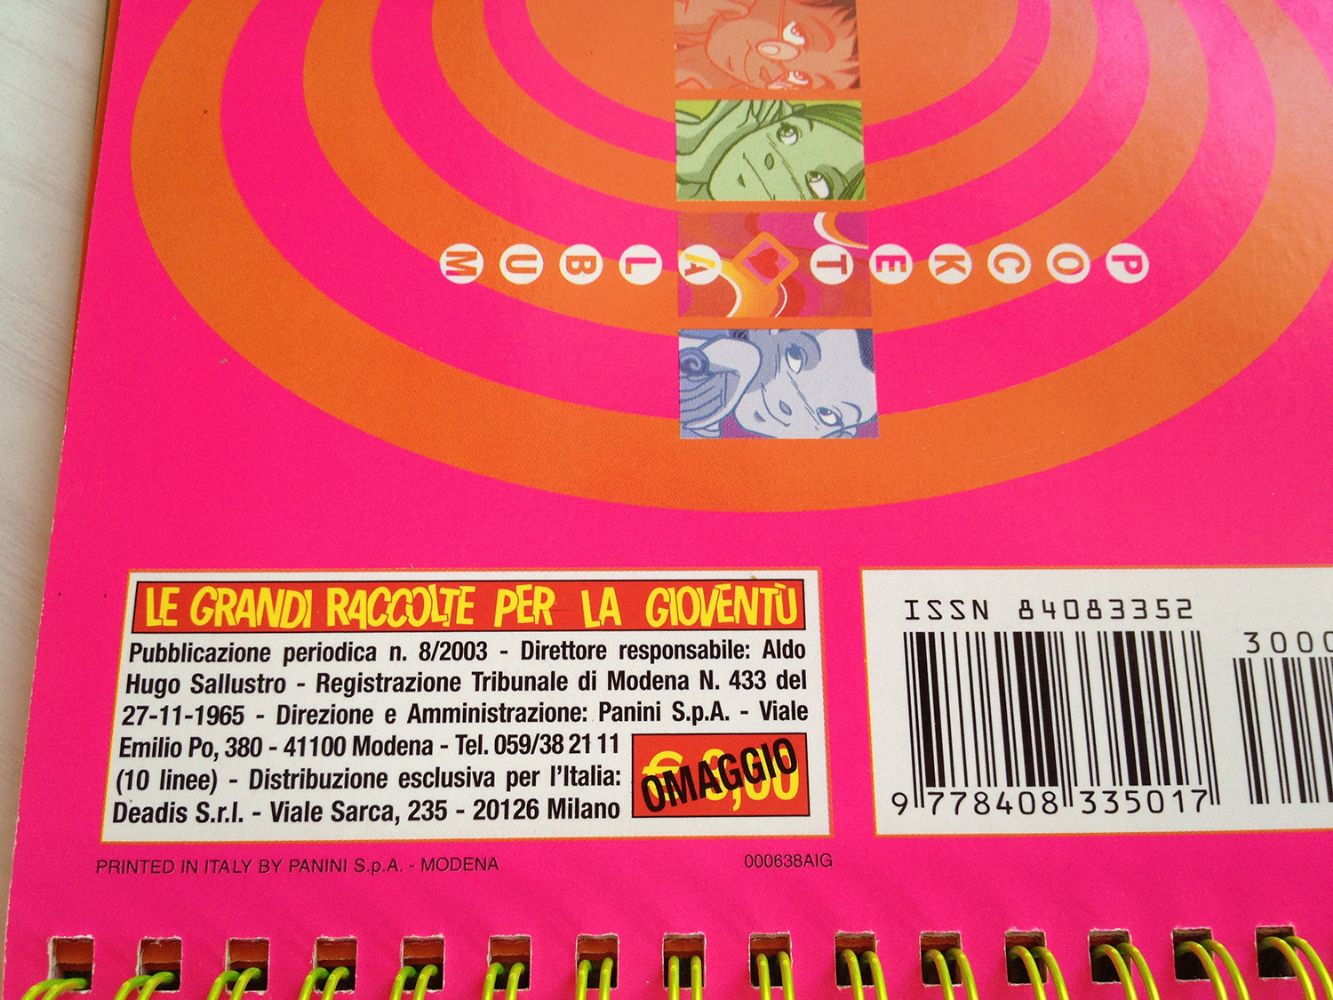 POCKET ALBUM
LE GRANDI RACCOLTE PER LA GIOVENTÙ
Pubblicazione periodica n. 8/2003 - Direttore responsabile: Aldo
Hugo Sallustro - Registrazione Tribunale di Modena N. 433 del
27-11-1965 - Direzione e Amministrazione: Panini S.p.A. - Viale
Emilio Po, 380 - 41100 Modena - Tel. 059/38 21 11
(10 linee) - Distribuzione esclusiva per l'Italia:
Deadis S.r.l. - Viale Sarca, 235 - 20126 Milano
OMAGGIO
PRINTED IN ITALY BY PANINI S.p.A. - MODENA
000638AIG
ISSN 84083352
9 778408 335017